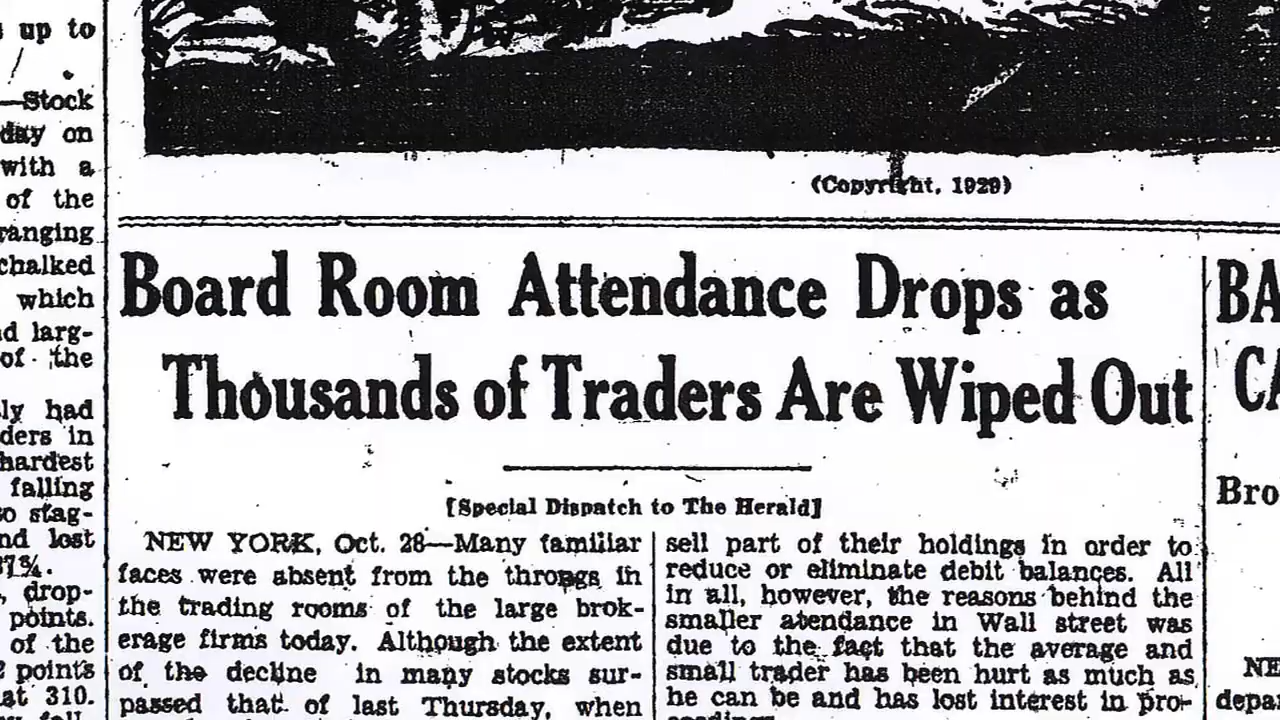 up to
—Stock
day on
with a
of the
ranging
chalked
which
larg-
of the
had
in
hardest
falling
stag-
lost
drop-
points.
of the
points
at 310.
(Copyright, 1929)
Board Room Attendance Drops as
Thousands of Traders Are Wiped Out
[Special Dispatch to The Herald]
NEW YORK, Oct. 28—Many familiar
faces were absent from the throngs in
the trading rooms of the large brok-
erage firms today. Although the extent
of the decline in many stocks sur-
passed that of last Thursday, when
sell part of their holdings in order to
reduce or eliminate debit balances. All
in all, however, the reasons behind the
smaller atendance in Wall street was
due to the fact that the average and
small trader has been hurt as much as
he can be and has lost interest in pro-
BA
CA
Bro
NE
depa